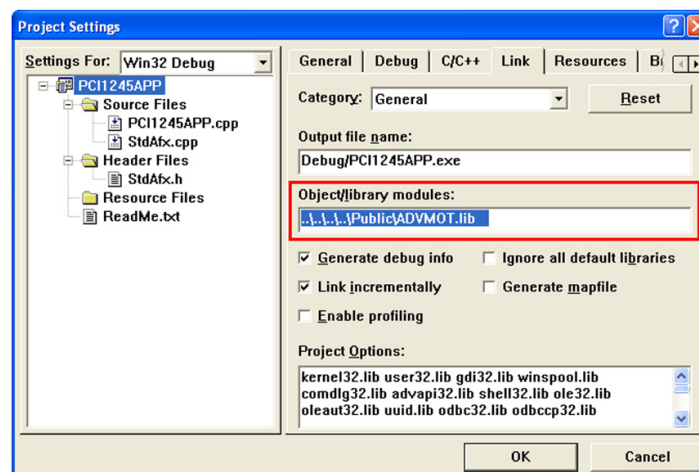 Project Settings
Settings For: Win32 Debug
PCI1245APP
Source Files
PCI1245APP.cpp
StdAfx.cpp
Header Files
StdAfx.h
Resource Files
ReadMe.txt
General Debug C/C++ Link Resources
Category: General Reset
Output file name:
Debug/PCI1245APP.exe
Object/library modules:
..\..\..\..\Public\ADVMOT.lib
Generate debug info Ignore all default libraries
Link incrementally Generate mapfile
Enable profiling
Project Options:
kernel32.lib user32.lib gdi32.lib winspool.lib
comdlg32.lib advapi32.lib shell32.lib ole32.lib
oleaut32.lib uuid.lib odbc32.lib odbccp32.lib
OK Cancel